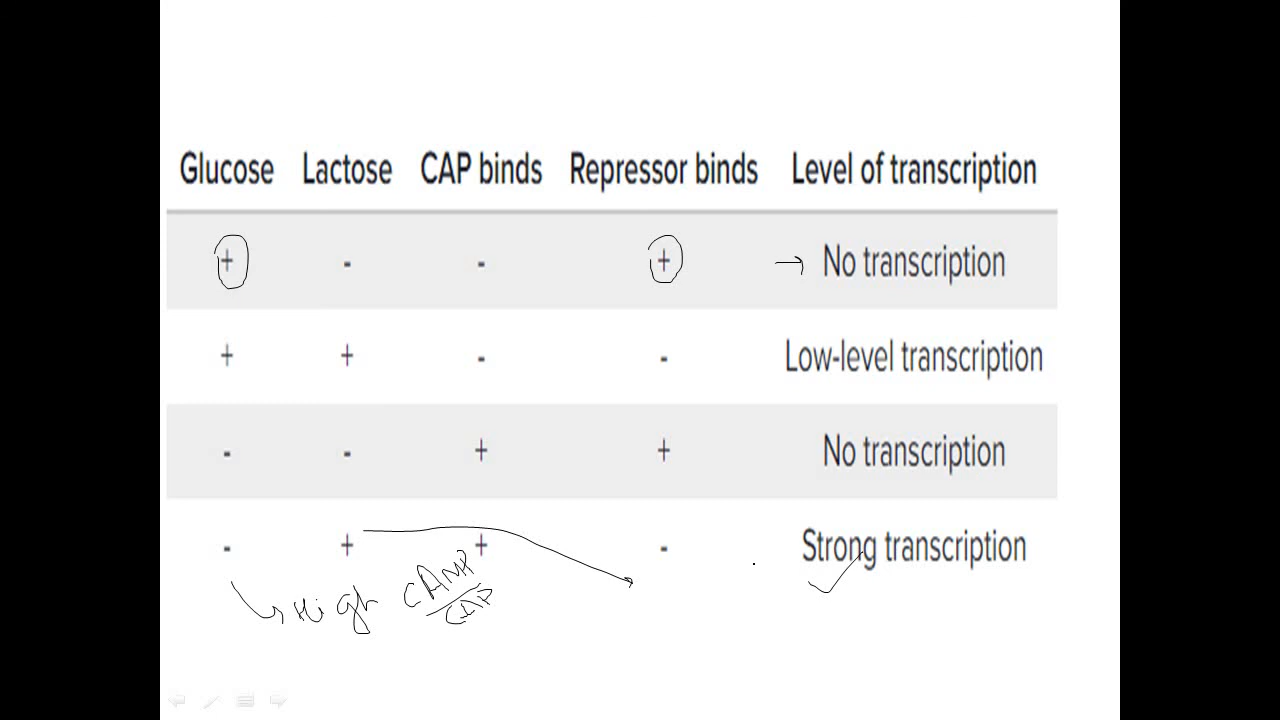 Glucose Lactose CAP binds Repressor binds Level of transcription
+ - - + → No transcription
+ + - - Low-level transcription
- - + + No transcription
- + + - Strong transcription
High cAMP
CAP